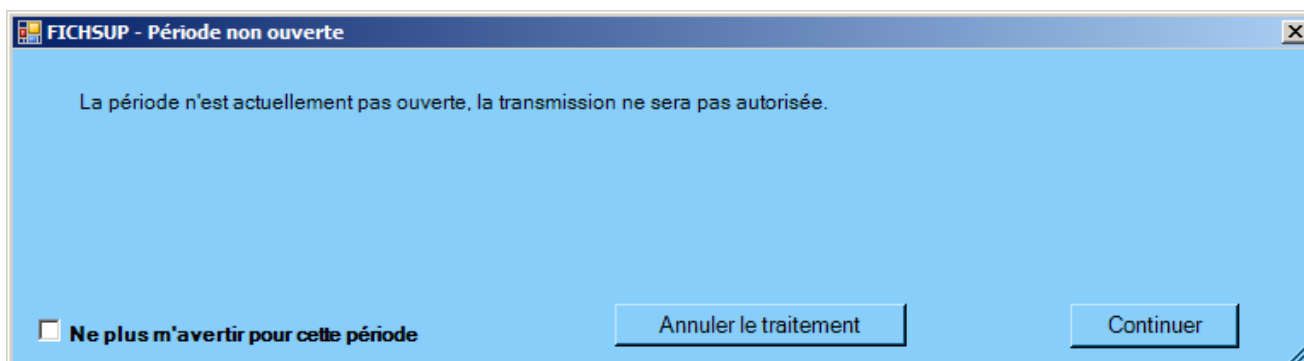 FICHSUP - Période non ouverte
La période n'est actuellement pas ouverte, la transmission ne sera pas autorisée.
Ne plus m'avertir pour cette période
Annuler le traitement
Continuer